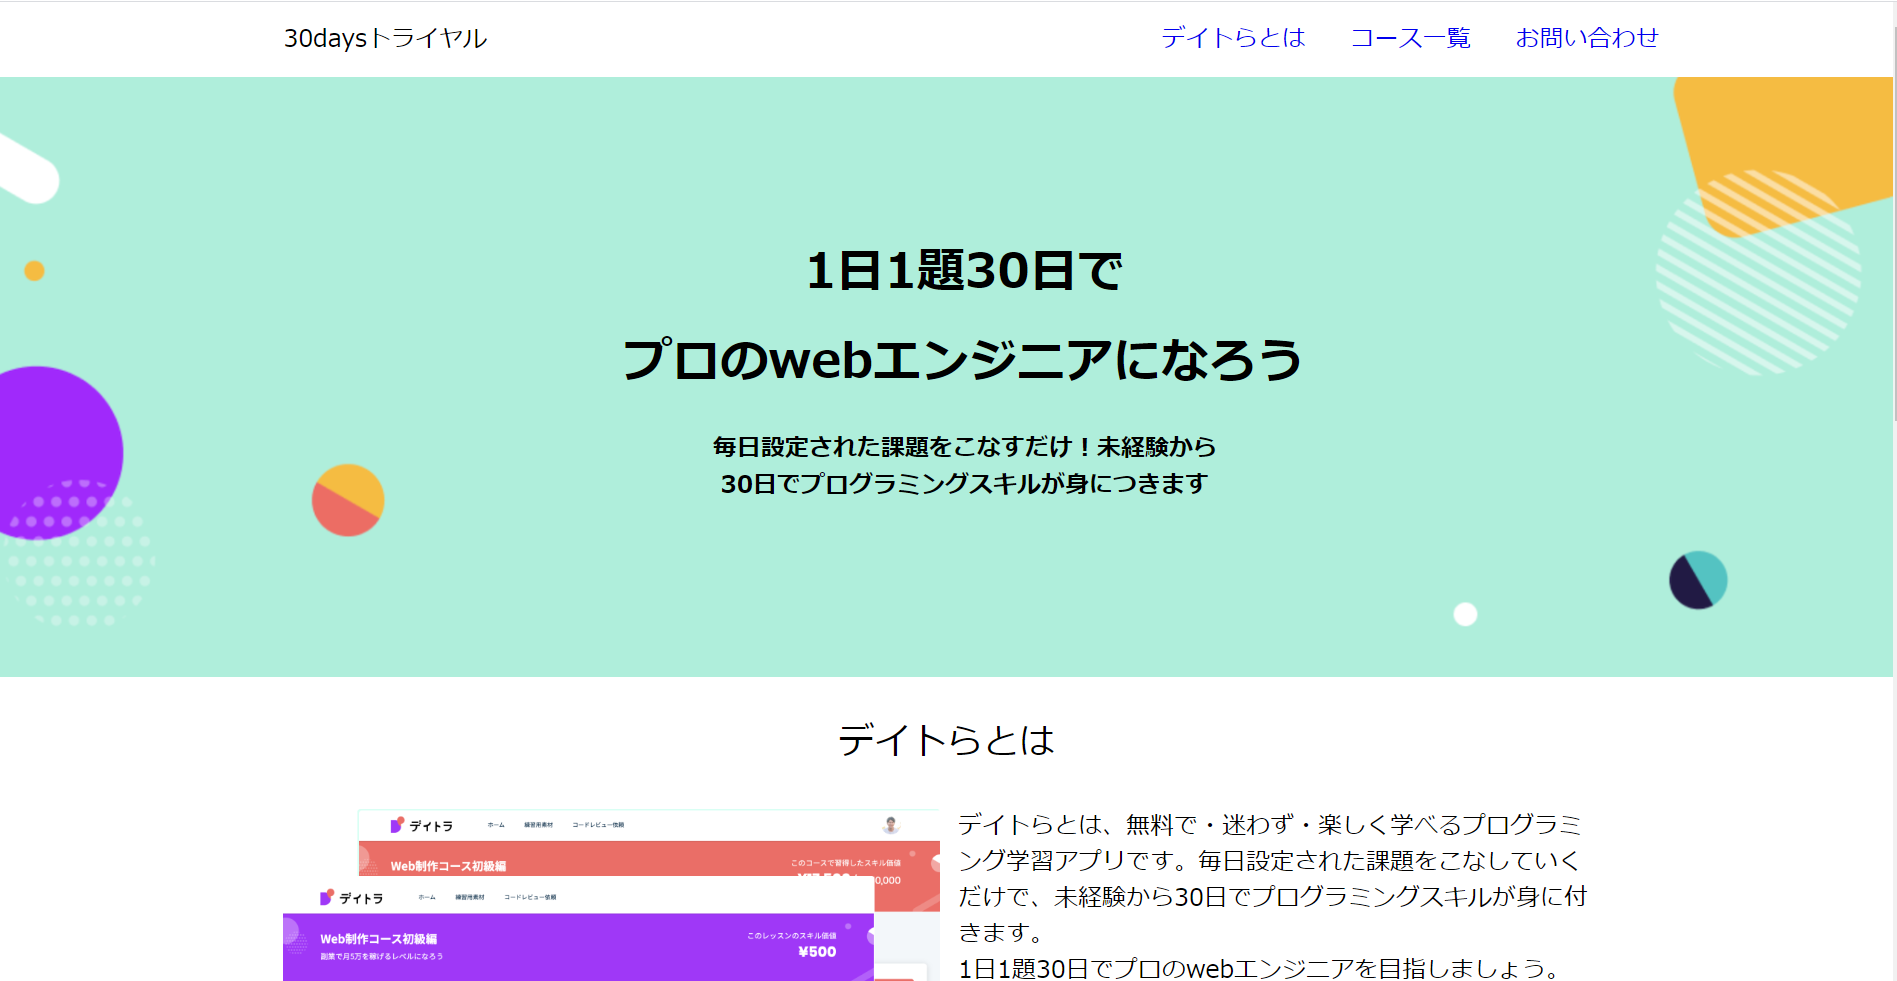 30daysトライヤル
デイトらとは コース一覧 お問い合わせ
1日1題30日で
プロのwebエンジニアになろう
毎日設定された課題をこなすだけ！未経験から
30日でプログラミングスキルが身につきます
デイトらとは
デイトラ ホーム 練習用素材 コードレビュー依頼
Web制作コース初級編
このコースで習得したスキル価値
0,000
デイトラ ホーム 練習用素材 コードレビュー依頼
Web制作コース初級編
副業で月5万を稼げるレベルになろう
このレッスンのスキル価値
¥500
デイトらとは、無料で・迷わず・楽しく学べるプログラミ
ング学習アプリです。毎日設定された課題をこなしていく
だけで、未経験から30日でプログラミングスキルが身に付
きます。
1日1題30日でプロのwebエンジニアを目指しましょう。